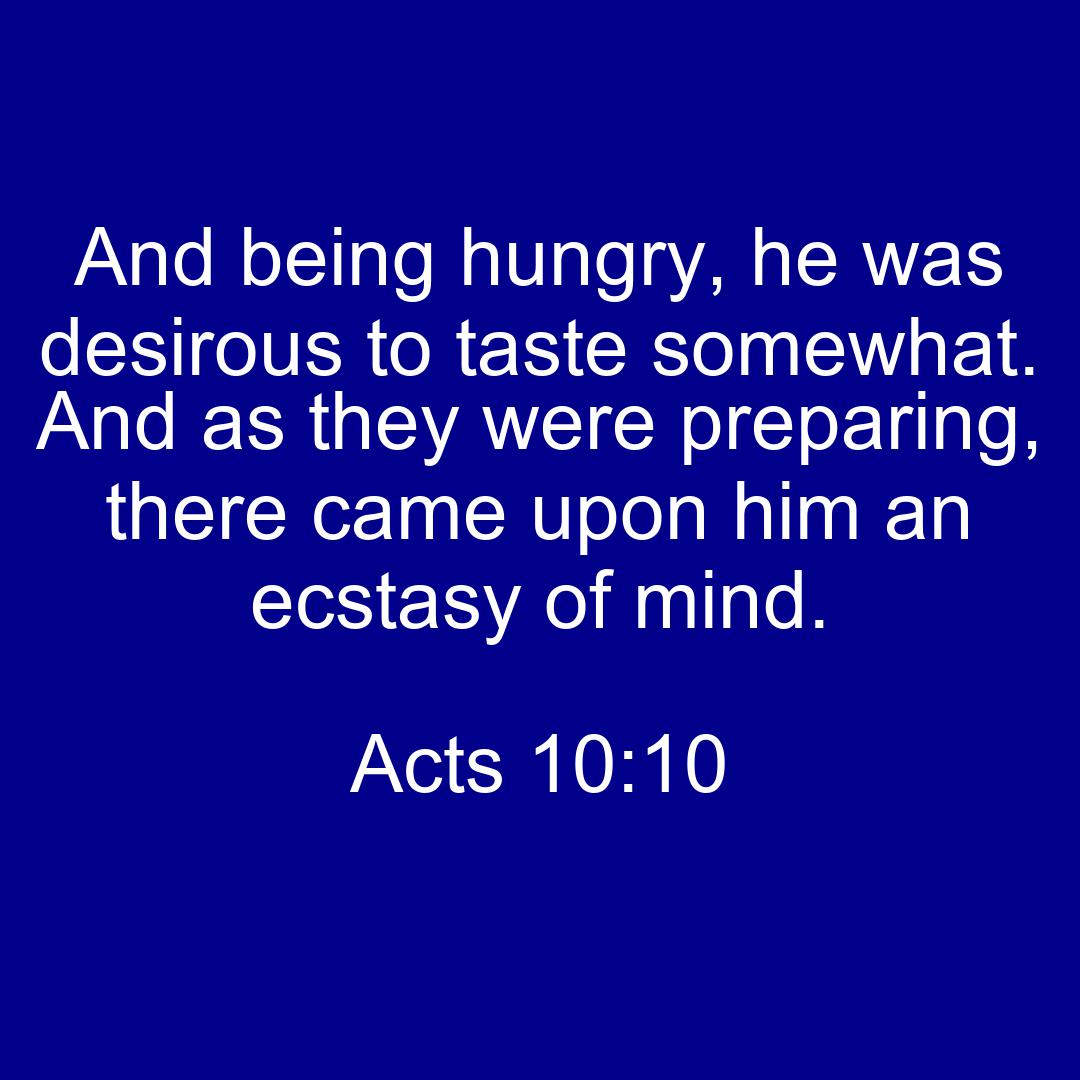 And being hungry, he was
desirous to taste somewhat.
And as they were preparing,
there came upon him an
ecstasy of mind.
Acts 10:10